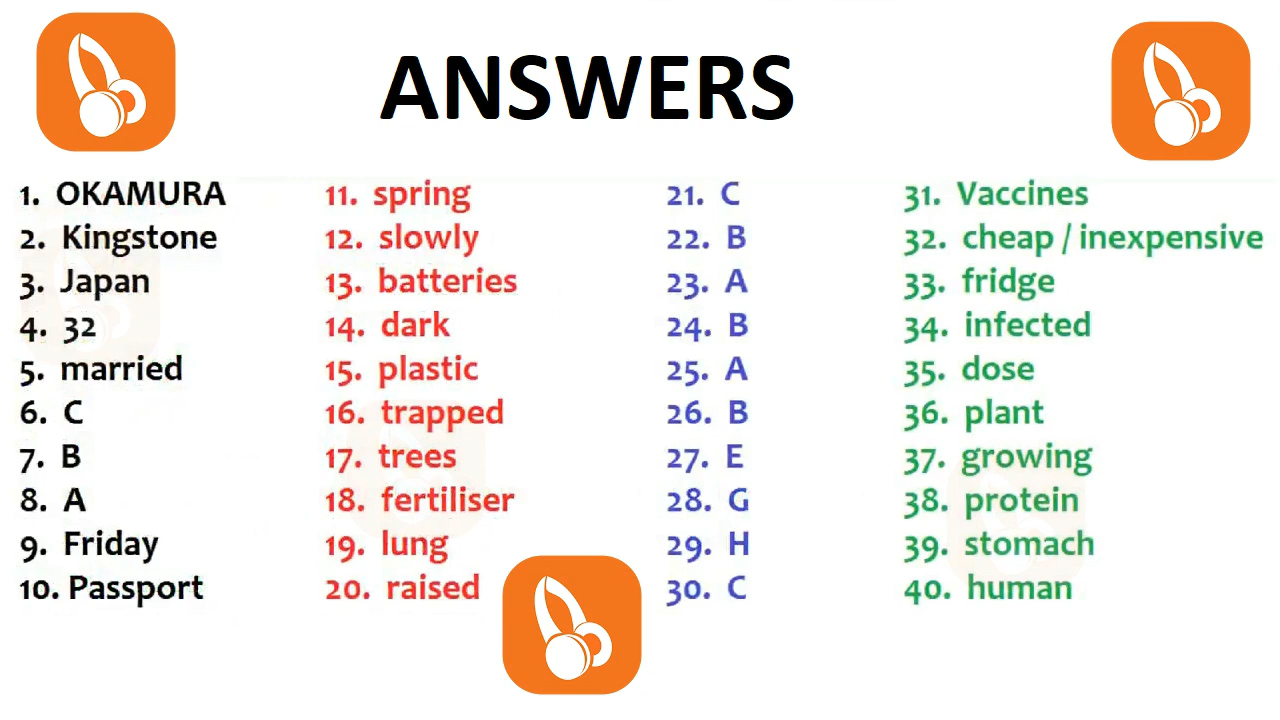 ANSWERS
1. OKAMURA
2. Kingstone
3. Japan
4. 32
5. married
6. C
7. B
8. A
9. Friday
10. Passport
11. spring
12. slowly
13. batteries
14. dark
15. plastic
16. trapped
17. trees
18. fertiliser
19. lung
20. raised
21. C
22. B
23. A
24. B
25. A
26. B
27. E
28. G
29. H
30. C
31. Vaccines
32. cheap / inexpensive
33. fridge
34. infected
35. dose
36. plant
37. growing
38. protein
39. stomach
40. human